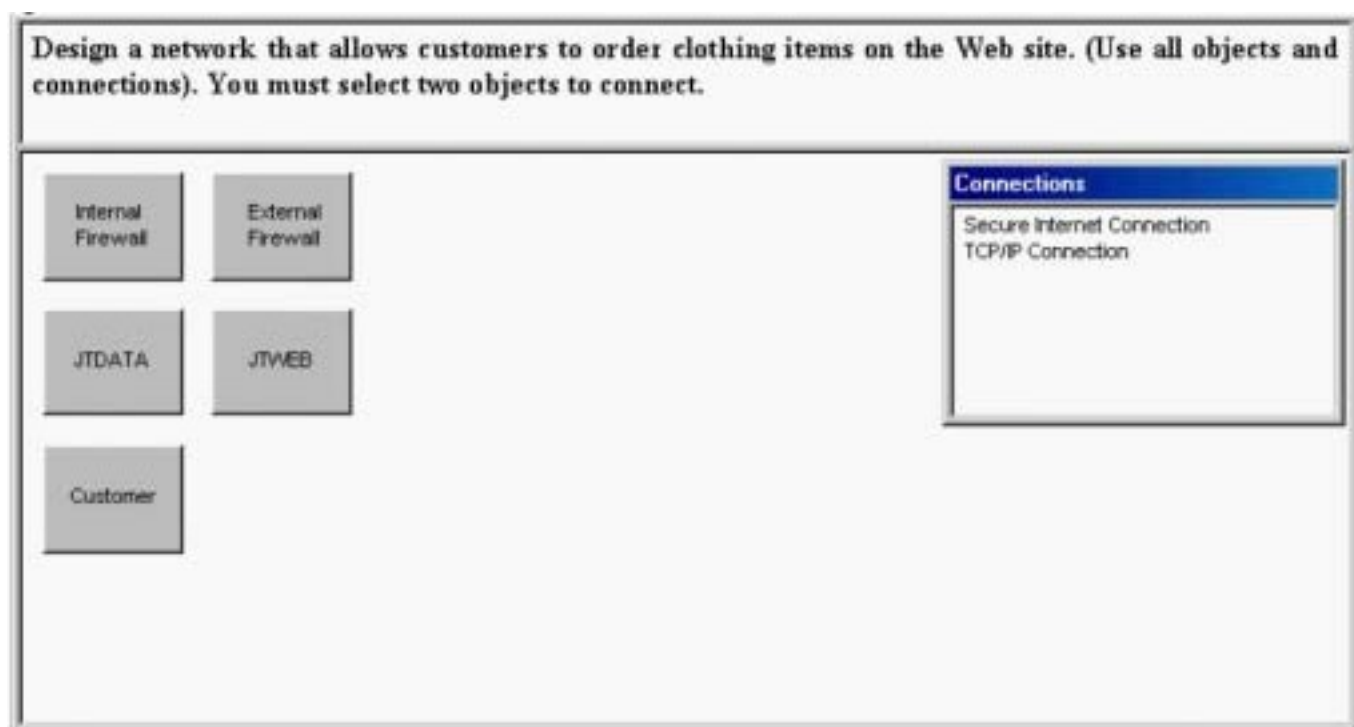 Design a network that allows customers to order clothing items on the Web site. (Use all objects and
connections). You must select two objects to connect.
Internal
Firewall
External
Firewall
Connections
Secure Internet Connection
TCP/IP Connection
JTDATA
JTWEB
Customer